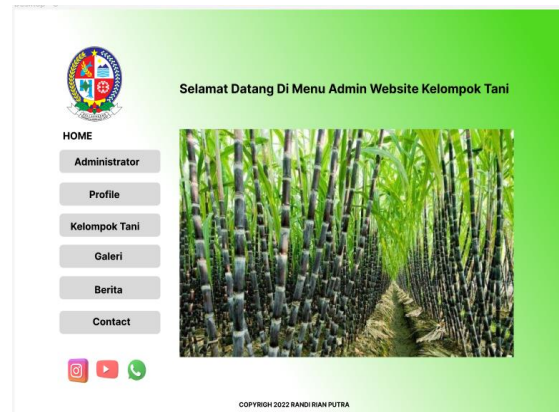 Selamat Datang Di Menu Admin Website Kelompok Tani
HOME
Administrator
Profile
Kelompok Tani
Galeri
Berita
Contact
COPYRIGH 2022 RANDI RIAN PUTRA